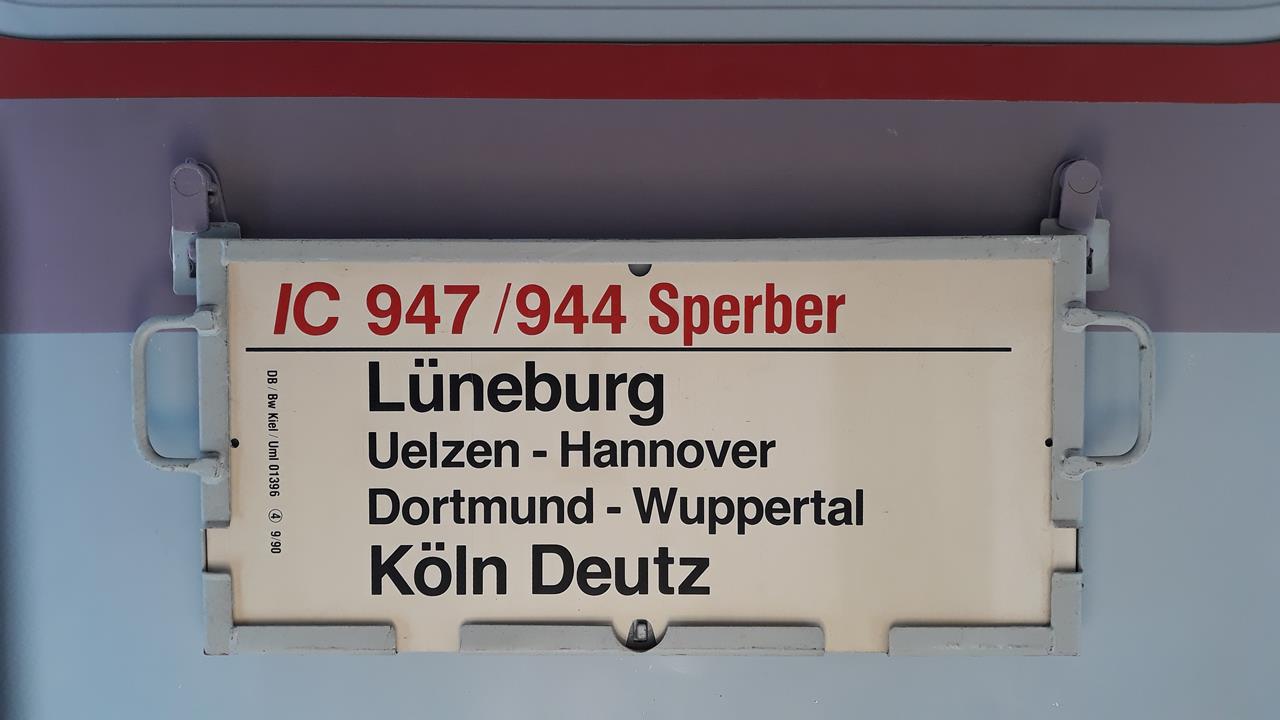 IC 947 / 944 Sperber
Lüneburg
Uelzen - Hannover
Dortmund - Wuppertal
Köln Deutz
DB / Bw Kiel / Uml 01396 ④ 9/90